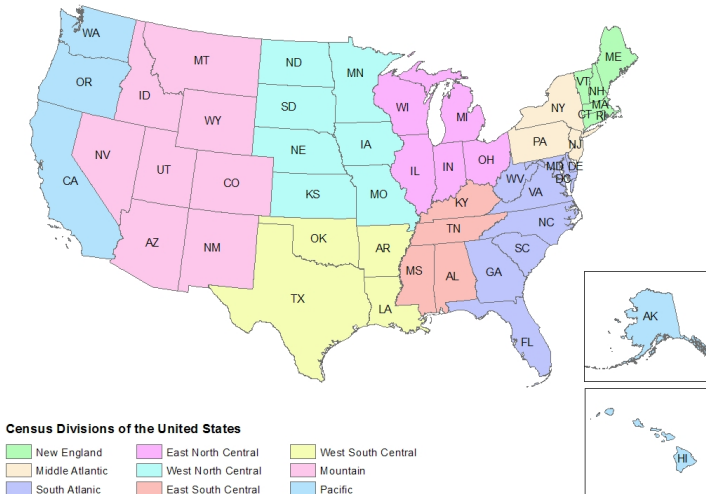 WA
OR
CA
NV
ID
MT
WY
UT
CO
AZ
NM
ND
SD
NE
KS
MN
IA
MO
OK
TX
AR
LA
WI
MI
IL
IN
OH
KY
TN
MS
AL
NY
PA
NJ
VT
NH
ME
MA
CT
RI
MD
DE
DC
WV
VA
NC
SC
GA
FL
AK
HI
Census Divisions of the United States
New England
East North Central
West South Central
Middle Atlantic
West North Central
Mountain
South Atlanic
East South Central
Pacific